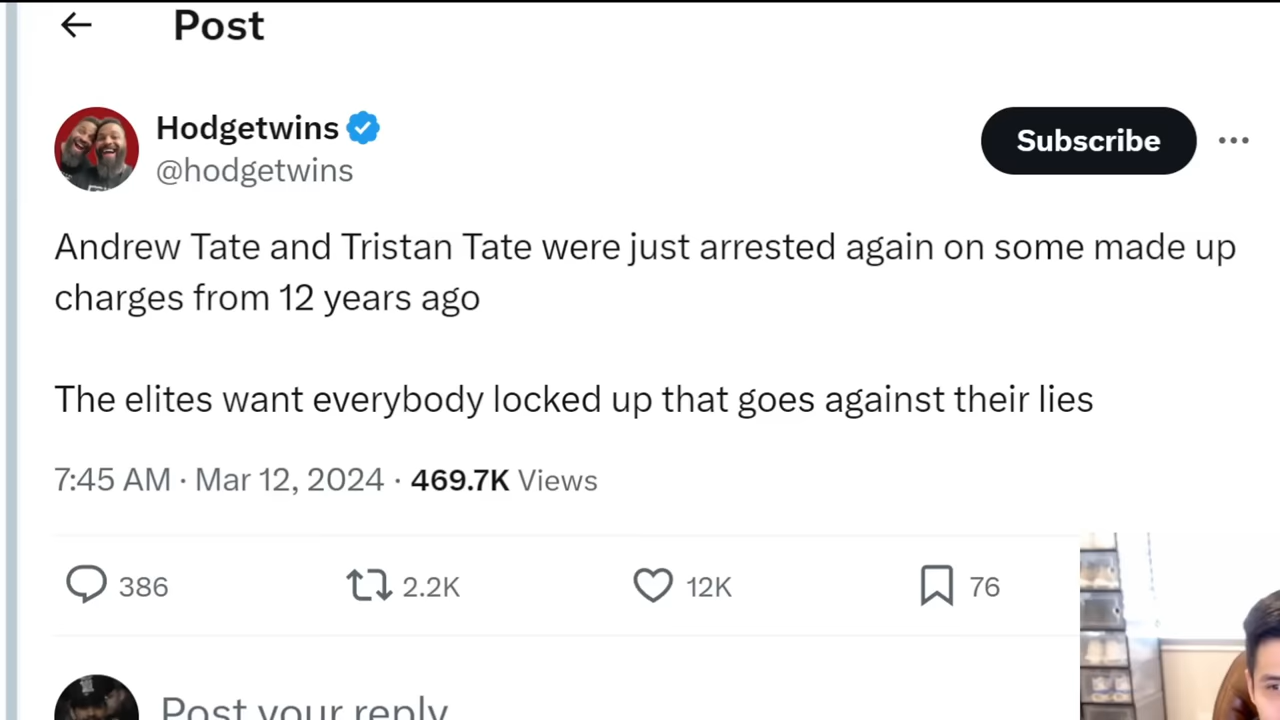 Post
Hodgetwins
@hodgetwins
Subscribe
Andrew Tate and Tristan Tate were just arrested again on some made up
charges from 12 years ago
The elites want everybody locked up that goes against their lies
7:45 AM · Mar 12, 2024 · 469.7K Views
386 2.2K 12K 76
Post your reply